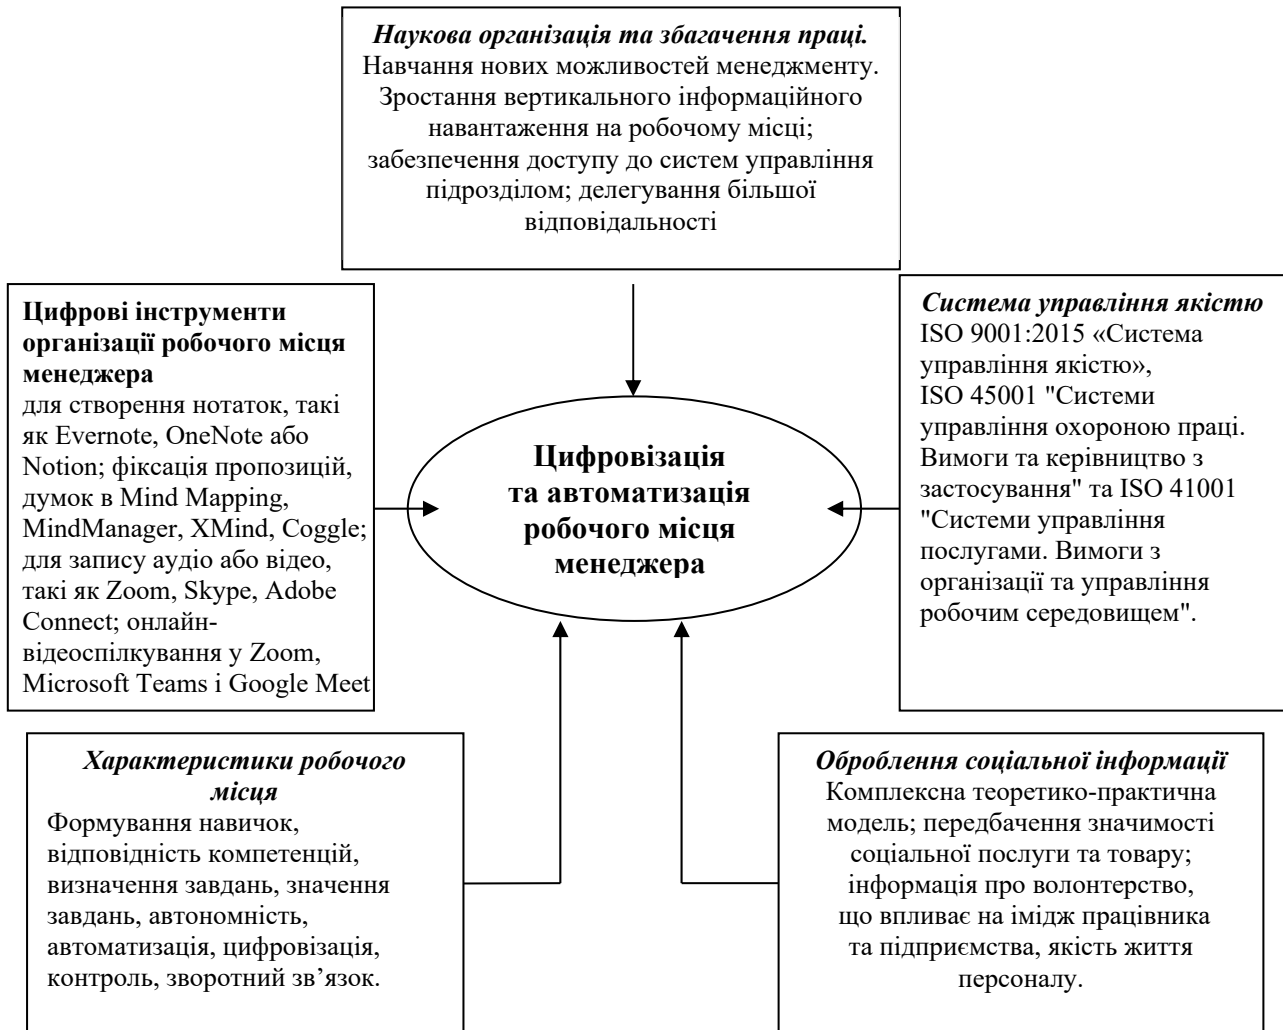 Наукова організація та збагачення праці.
Навчання нових можливостей менеджменту.
Зростання вертикального інформаційного
навантаження на робочому місці;
забезпечення доступу до систем управління
підрозділом; делегування більшої
відповідальності
Цифрові інструменти
організації робочого місця
менеджера
для створення нотаток, такі
як Evernote, OneNote або
Notion; фіксація пропозицій,
думок в Mind Mapping,
MindManager, XMind, Coggle;
для запису аудіо або відео,
такі як Zoom, Skype, Adobe
Connect; онлайн-
відеоспілкування у Zoom,
Microsoft Teams і Google Meet
Цифровізація
та автоматизація
робочого місця
менеджера
Система управління якістю
ISO 9001:2015 «Система
управління якістю»,
ISO 45001 "Системи
управління охороною праці.
Вимоги та керівництво з
застосування" та ISO 41001
"Системи управління
послугами. Вимоги з
організації та управління
робочим середовищем".
Характеристики робочого
місця
Формування навичок,
відповідність компетенцій,
визначення завдань, значення
завдань, автономність,
автоматизація, цифровізація,
контроль, зворотний зв’язок.
Оброблення соціальної інформації
Комплексна теоретико-практична
модель; передбачення значимості
соціальної послуги та товару;
інформація про волонтерство,
що впливає на імідж працівника
та підприємства, якість життя
персоналу.